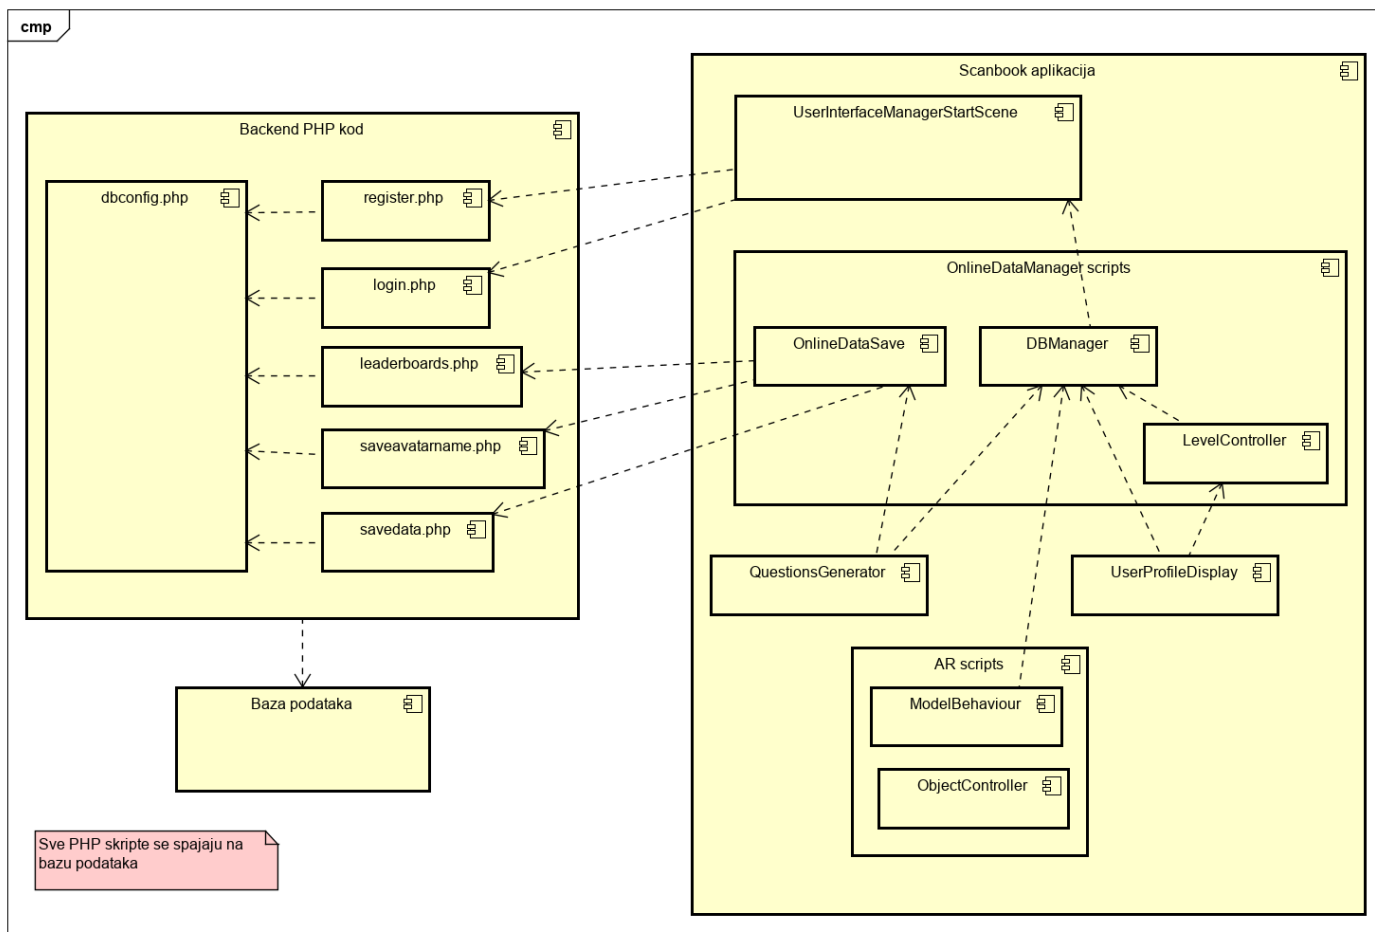 cmp
Backend PHP kod
dbconfig.php
register.php
login.php
leaderboards.php
saveavatarname.php
savedata.php
Baza podataka
Sve PHP skripte se spajaju na
bazu podataka
Scanbook aplikacija
UserInterfaceManagerStartScene
OnlineDataManager scripts
OnlineDataSave
DBManager
LevelController
QuestionsGenerator
UserProfileDisplay
AR scripts
ModelBehaviour
ObjectController